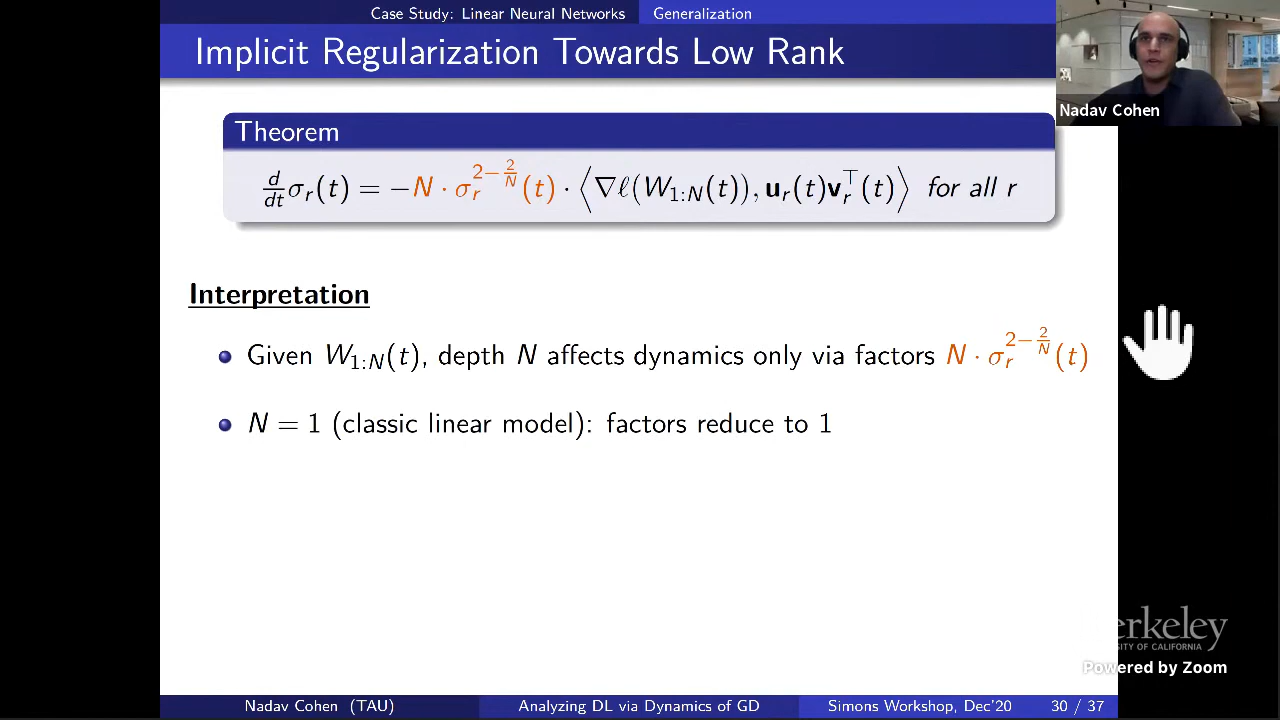 Case Study: Linear Neural Networks Generalization
Implicit Regularization Towards Low Rank
Nadav Cohen
Theorem
d/dt σ_r(t) = −N · σ_r^{2−2/N}(t) · ⟨∇ℓ(W_{1:N}(t)), u_r(t)v_r^⊤(t)⟩ for all r
Interpretation
Given W_{1:N}(t), depth N affects dynamics only via factors N · σ_r^{2−2/N}(t)
N = 1 (classic linear model): factors reduce to 1
erkeley
SITY OF CALIFORNIA
Powered by Zoom
Nadav Cohen (TAU) Analyzing DL via Dynamics of GD Simons Workshop, Dec'20 30 / 37